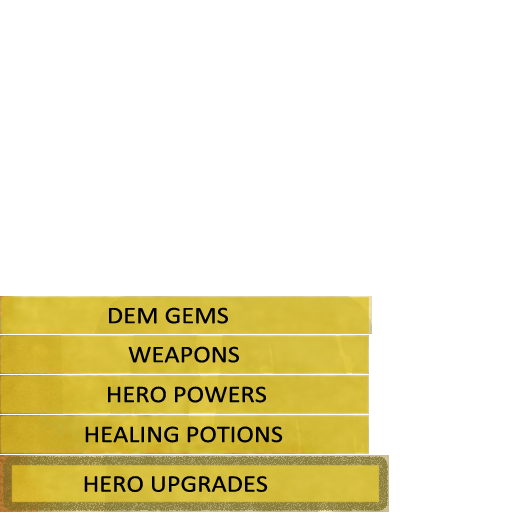 DEM GEMS
WEAPONS
HERO POWERS
HEALING POTIONS
HERO UPGRADES